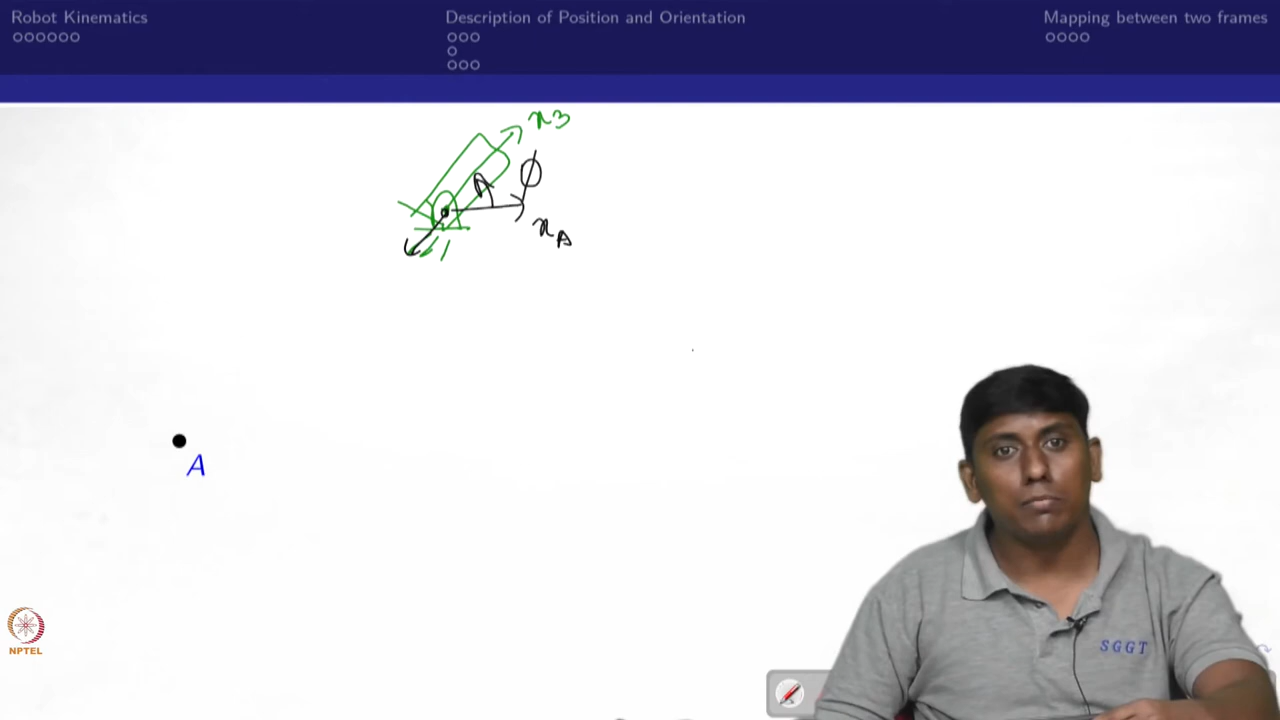 Robot Kinematics
Description of Position and Orientation
Mapping between two frames
x3
ϕ
xA
A
SGGT
NPTEL